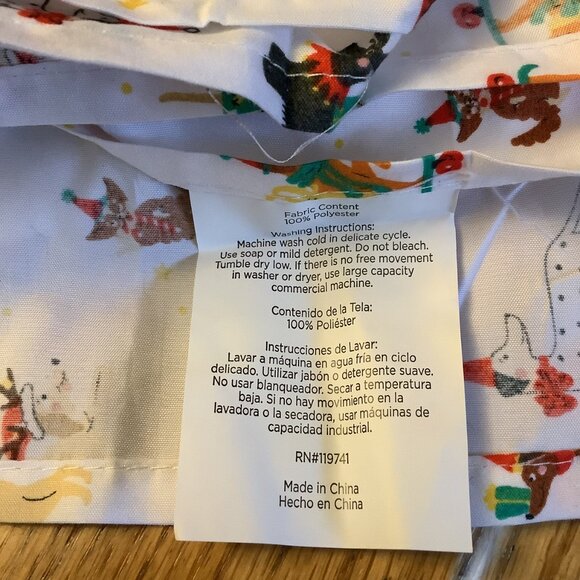 Fabric Content
100% Polyester
Washing Instructions:
Machine wash cold in delicate cycle.
Use soap or mild detergent. Do not bleach.
Tumble dry low. If there is no free movement
in washer or dryer, use large capacity
commercial machine.
Contenido de la Tela:
100% Poliéster
Instrucciones de Lavar:
Lavar a máquina en agua fría en ciclo
delicado. Utilizar jabón o detergente suave.
No usar blanqueador. Secar a temperatura
baja. Si no hay movimiento en la
lavadora o la secadora, usar máquinas de
capacidad industrial.
RN#119741
Made in China
Hecho en China